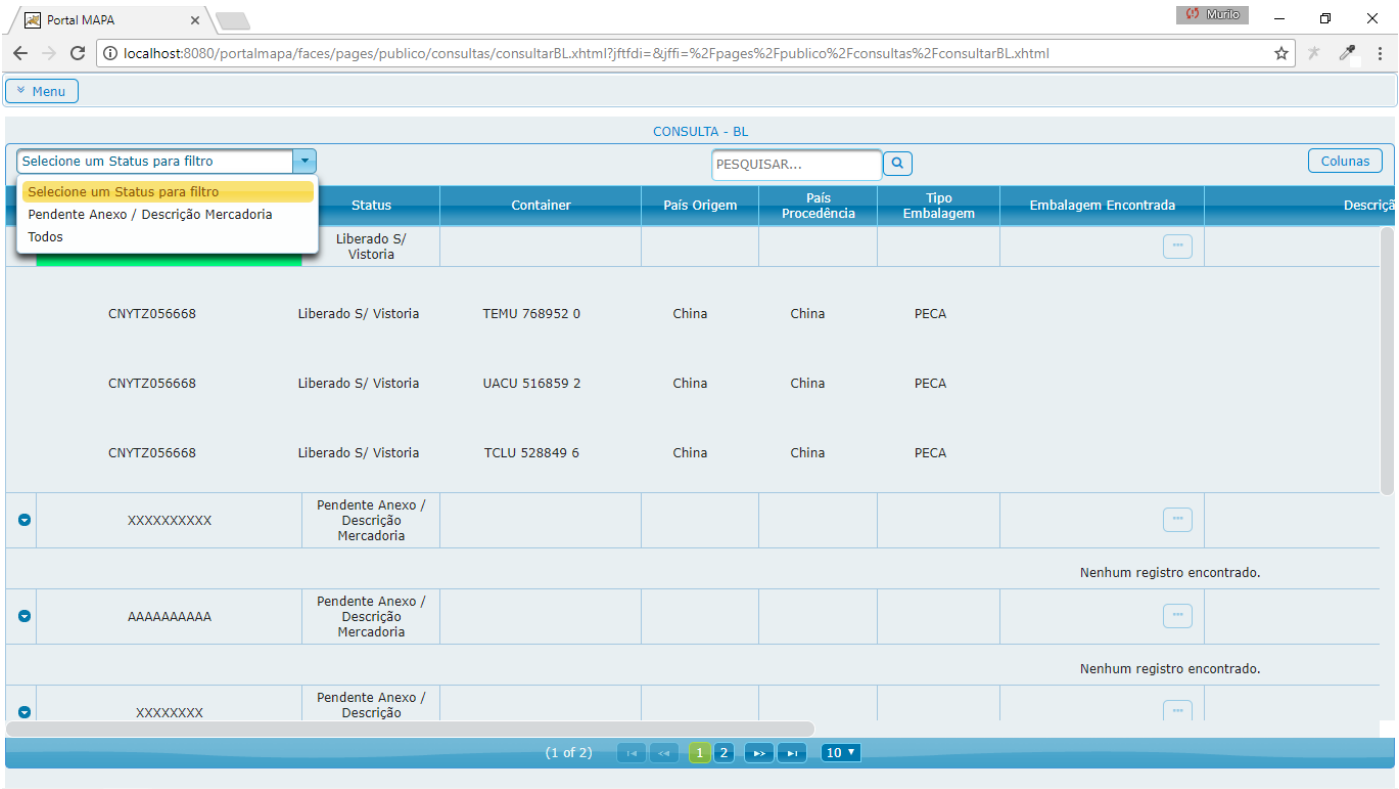 Portal MAPA
Murilo
localhost:8080/portalmapa/faces/pages/publico/consultas/consultarBL.xhtml?jftfdi=&jffi=%2Fpages%2Fpublico%2Fconsultas%2FconsultarBL.xhtml
Menu
CONSULTA - BL
Selecione um Status para filtro
PESQUISAR...
Colunas
Selecione um Status para filtro
Pendente Anexo / Descrição Mercadoria
Todos
Status
Container
País Origem
País
Procedência
Tipo
Embalagem
Embalagem Encontrada
Descriçã
Liberado S/
Vistoria
CNYTZ056668 Liberado S/ Vistoria TEMU 768952 0 China China PECA
CNYTZ056668 Liberado S/ Vistoria UACU 516859 2 China China PECA
CNYTZ056668 Liberado S/ Vistoria TCLU 528849 6 China China PECA
XXXXXXXXXX
Pendente Anexo /
Descrição
Mercadoria
Nenhum registro encontrado.
AAAAAAAAAA
Pendente Anexo /
Descrição
Mercadoria
Nenhum registro encontrado.
XXXXXXXX
Pendente Anexo /
Descrição
(1 of 2) 1 2 10